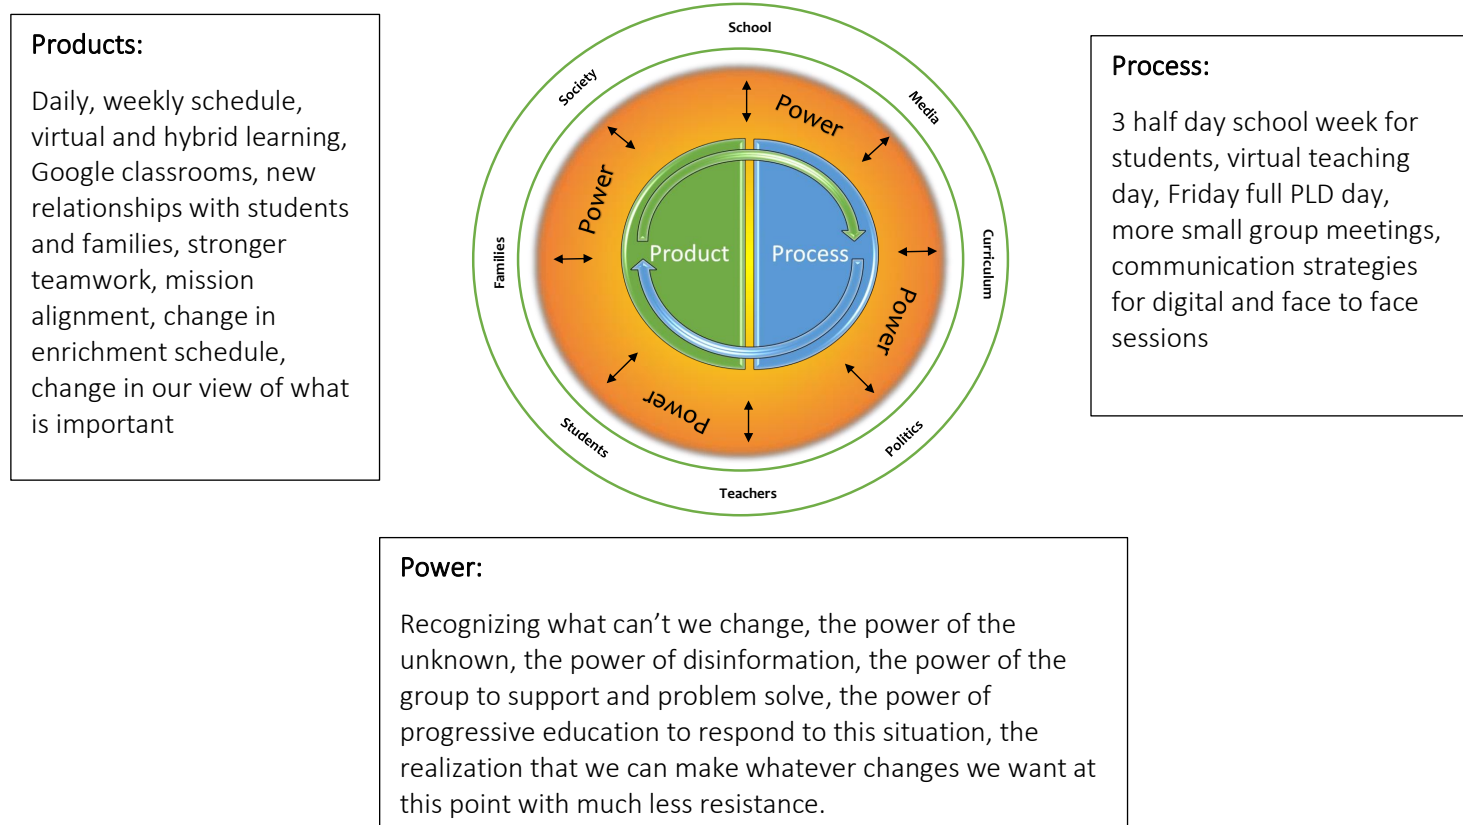 Products:
Daily, weekly schedule,
virtual and hybrid learning,
Google classrooms, new
relationships with students
and families, stronger
teamwork, mission
alignment, change in
enrichment schedule,
change in our view of what
is important
School
Society
Media
Families
Curriculum
Students
Politics
Teachers
Power
Power
Power
Power
Product
Process
Process:
3 half day school week for
students, virtual teaching
day, Friday full PLD day,
more small group meetings,
communication strategies
for digital and face to face
sessions
Power:
Recognizing what can’t we change, the power of the
unknown, the power of disinformation, the power of the
group to support and problem solve, the power of
progressive education to respond to this situation, the
realization that we can make whatever changes we want at
this point with much less resistance.